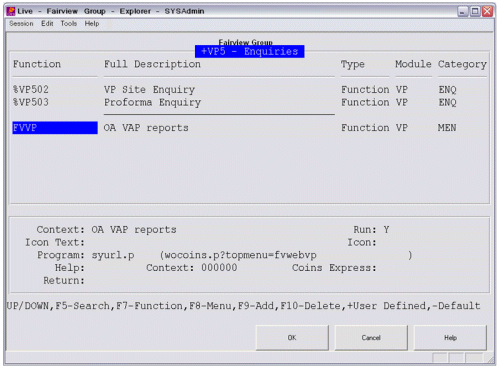 Live - Fairview Group - Explorer - SYSAdmin
Session Edit Tools Help
Fairview Group
+VP5 - Enquiries
Function Full Description Type Module Category
%VP502 VP Site Enquiry Function VP ENQ
%VP503 Proforma Enquiry Function VP ENQ
FVVP OA VAP reports Function VP MEN
Context: OA VAP reports Run: Y
Icon Text: Icon:
Program: syurl.p (wocoins.p?topmenu=fvwebvp )
Help: Context: 000000 Coins Express:
Return:
UP/DOWN,F5-Search,F7-Function,F8-Menu,F9-Add,F10-Delete,+User Defined,-Default
OK Cancel Help